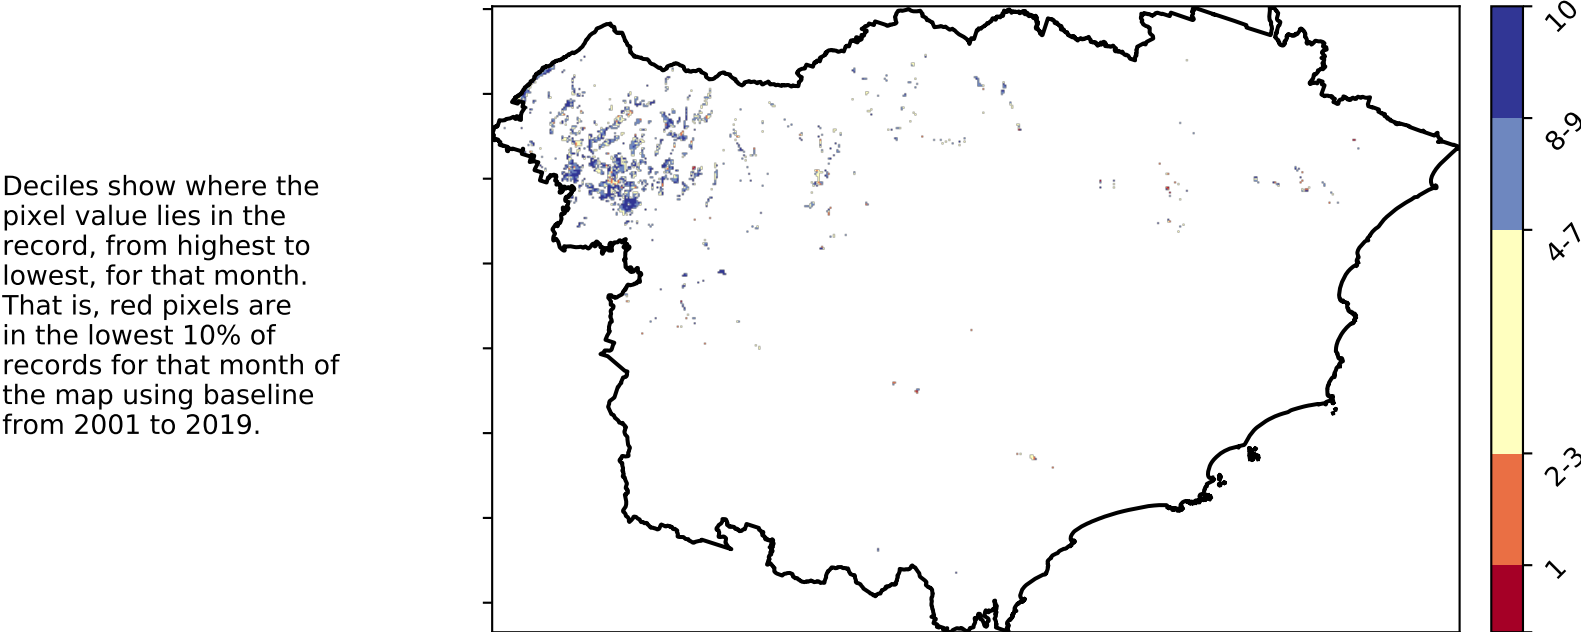 Deciles show where the
pixel value lies in the
record, from highest to
lowest, for that month.
That is, red pixels are
in the lowest 10% of
records for that month of
the map using baseline
from 2001 to 2019.
10
8-9
4-7
2-3
1